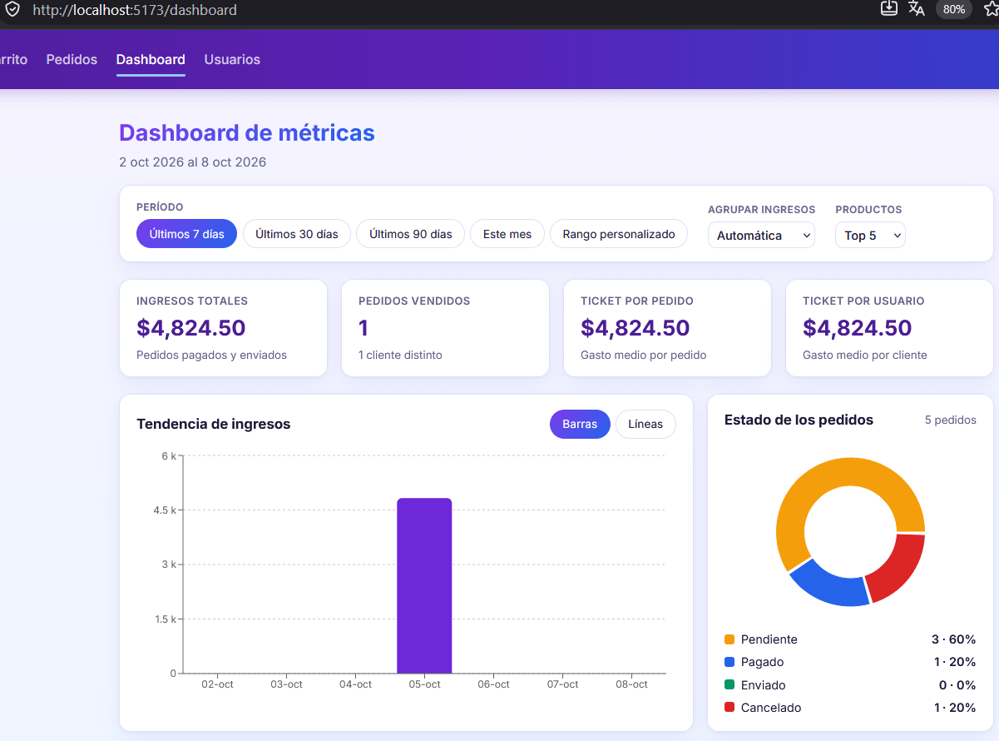 http://localhost:5173/dashboard
80%
rrito Pedidos Dashboard Usuarios
Dashboard de métricas
2 oct 2026 al 8 oct 2026
PERÍODO
Últimos 7 días Últimos 30 días Últimos 90 días Este mes Rango personalizado
AGRUPAR INGRESOS
Automática
PRODUCTOS
Top 5
INGRESOS TOTALES
$4,824.50
Pedidos pagados y enviados
PEDIDOS VENDIDOS
1
1 cliente distinto
TICKET POR PEDIDO
$4,824.50
Gasto medio por pedido
TICKET POR USUARIO
$4,824.50
Gasto medio por cliente
Tendencia de ingresos
Barras Líneas
6 k
4.5 k
3 k
1.5 k
0
02-oct 03-oct 04-oct 05-oct 06-oct 07-oct 08-oct
Estado de los pedidos
5 pedidos
Pendiente 3 · 60%
Pagado 1 · 20%
Enviado 0 · 0%
Cancelado 1 · 20%